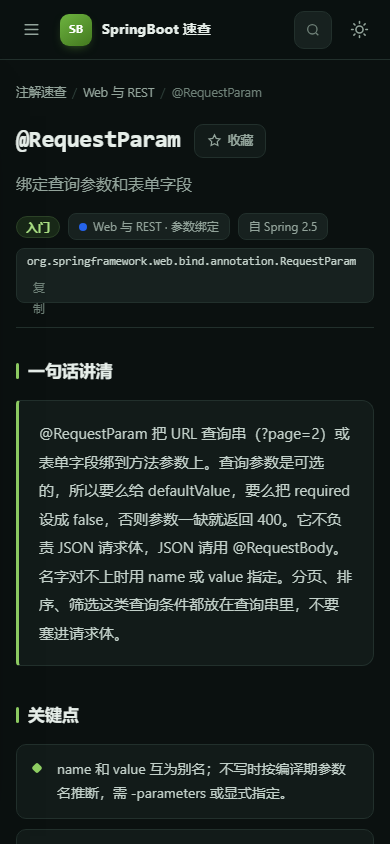 SB SpringBoot 速查
注解速查 / Web 与 REST / @RequestParam
@RequestParam 收藏
绑定查询参数和表单字段
入门 Web 与 REST · 参数绑定 自 Spring 2.5
org.springframework.web.bind.annotation.RequestParam
复
制
一句话讲清
@RequestParam 把 URL 查询串（?page=2）或
表单字段绑到方法参数上。查询参数是可选
的，所以要么给 defaultValue，要么把 required
设成 false，否则参数一缺就返回 400。它不负
责 JSON 请求体，JSON 请用 @RequestBody。
名字对不上时用 name 或 value 指定。分页、排
序、筛选这类查询条件都放在查询串里，不要
塞进请求体。
关键点
name 和 value 互为别名；不写时按编译期参数
名推断，需 -parameters 或显式指定。